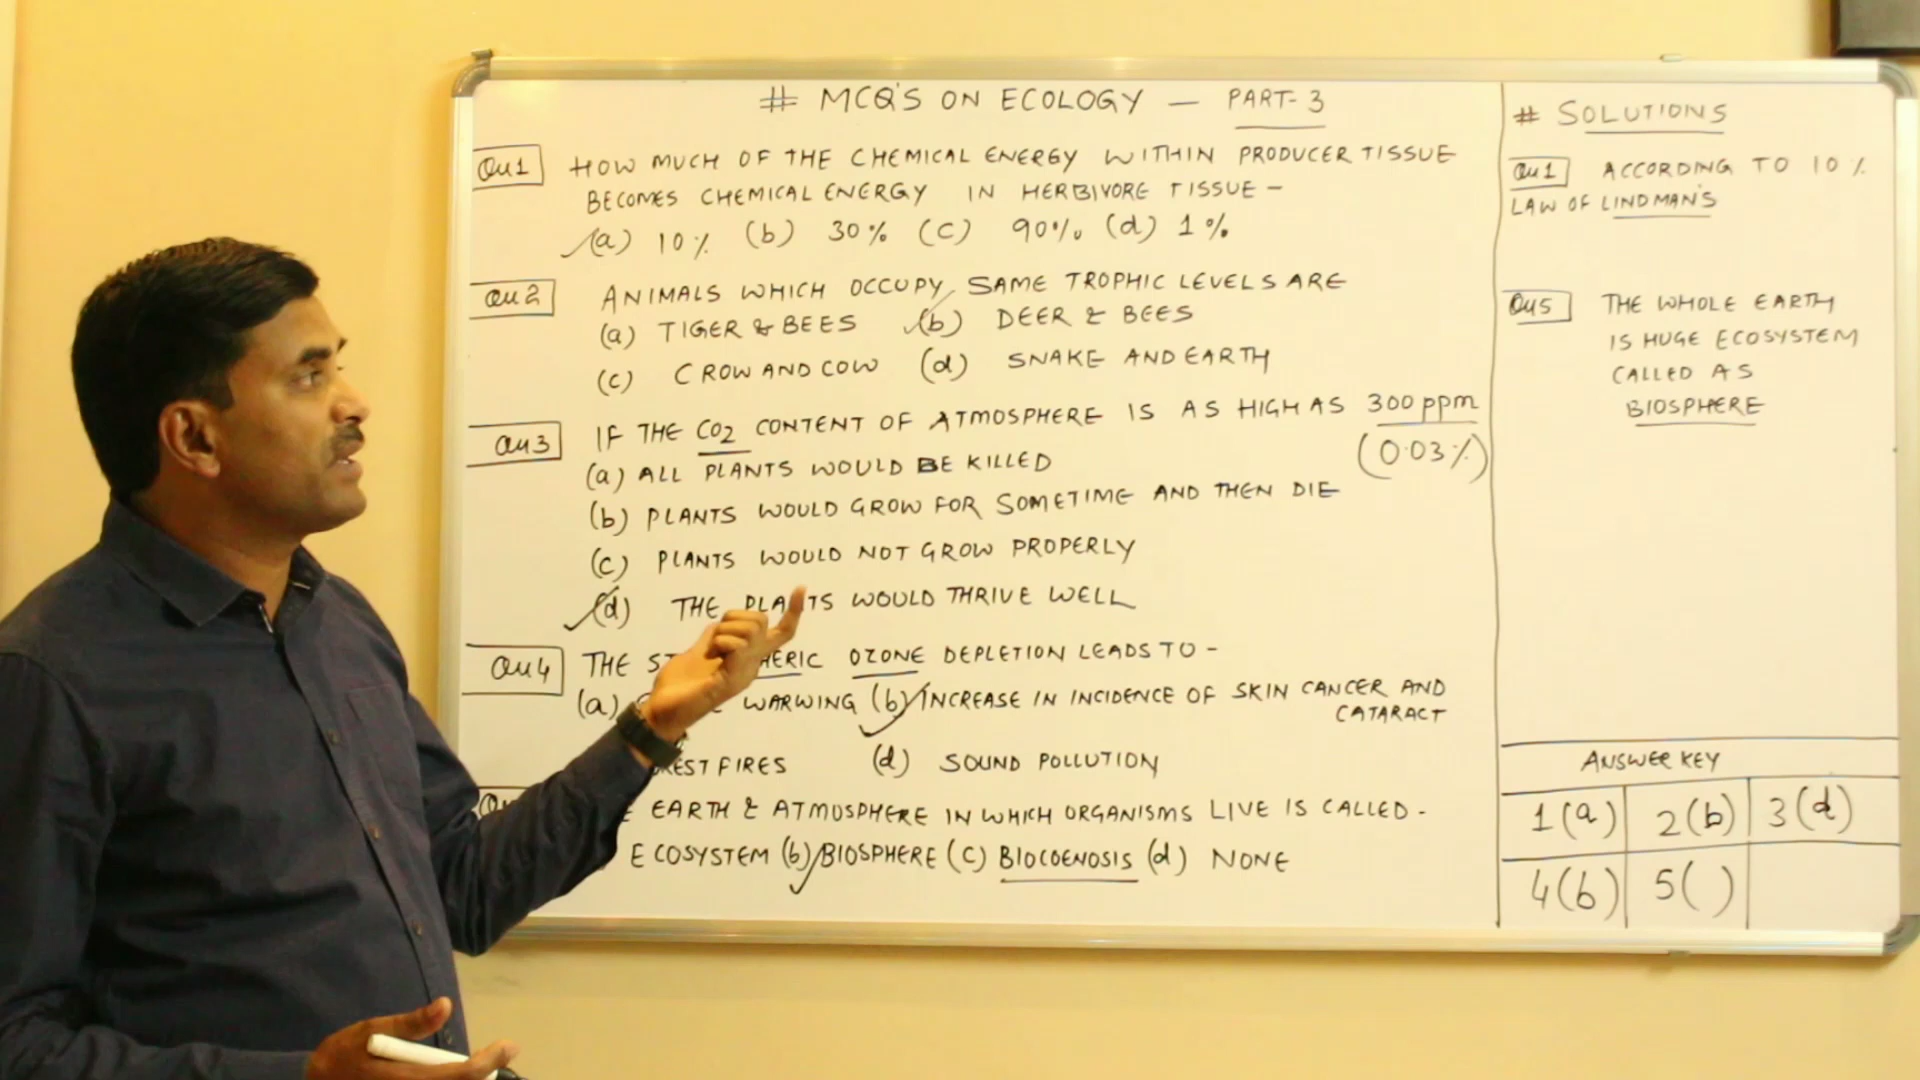 # MCQ'S ON ECOLOGY — PART-3
Qu1 HOW MUCH OF THE CHEMICAL ENERGY WITHIN PRODUCER TISSUE
BECOMES CHEMICAL ENERGY IN HERBIVORE TISSUE –
(a) 10% (b) 30% (c) 90% (d) 1%
Qu2 ANIMALS WHICH OCCUPY SAME TROPHIC LEVELS ARE
(a) TIGER & BEES (b) DEER & BEES
(c) CROW AND COW (d) SNAKE AND EARTH
Qu3 IF THE CO2 CONTENT OF ATMOSPHERE IS AS HIGH AS 300 ppm
(0.03%)
(a) ALL PLANTS WOULD BE KILLED
(b) PLANTS WOULD GROW FOR SOMETIME AND THEN DIE
(c) PLANTS WOULD NOT GROW PROPERLY
(d) THE PLANTS WOULD THRIVE WELL
Qu4 THE OZONE DEPLETION LEADS TO –
(a) WARWING (b) INCREASE IN INCIDENCE OF SKIN CANCER AND
CATARACT
FIRES (d) SOUND POLLUTION
EARTH & ATMOSPHERE IN WHICH ORGANISMS LIVE IS CALLED -
ECOSYSTEM (b) BIOSPHERE (c) BIOCOENOSIS (d) NONE
# SOLUTIONS
Qu1 ACCORDING TO 10%
LAW OF LINDMAN'S
Qu5 THE WHOLE EARTH
IS HUGE ECOSYSTEM
CALLED AS
BIOSPHERE
ANSWER KEY
1(a) 2(b) 3(d)
4(b) 5( )